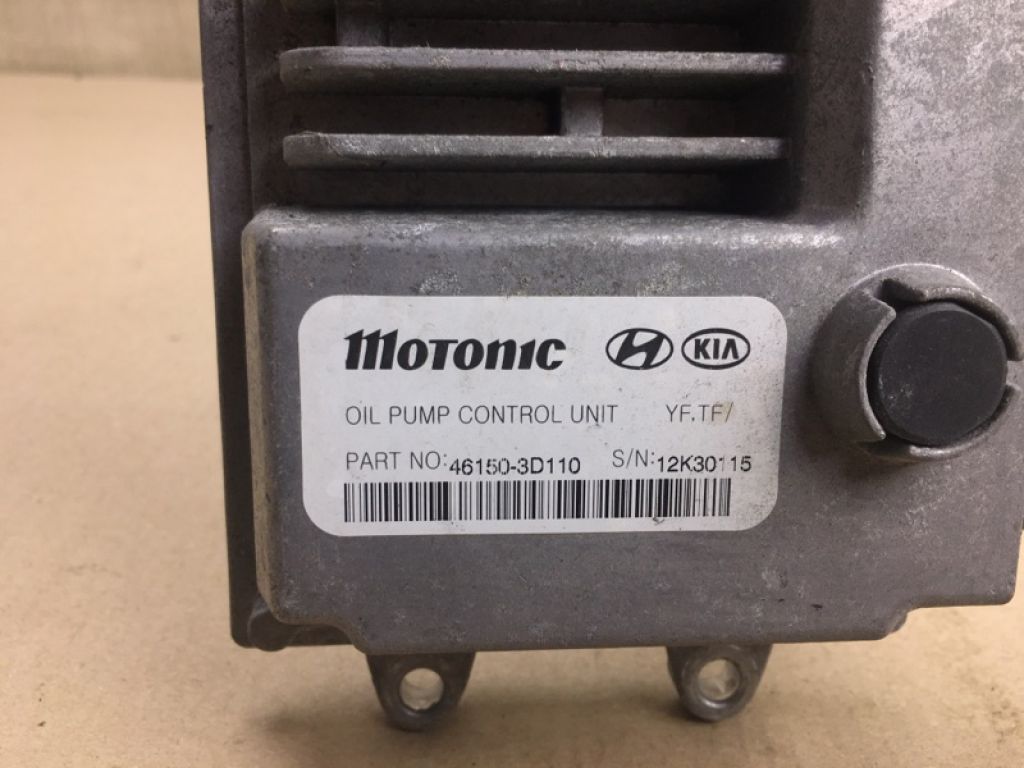 MOTONIC H KIA
OIL PUMP CONTROL UNIT YF.TF/
PART NO: 46150-3D110 S/N: 12K30115